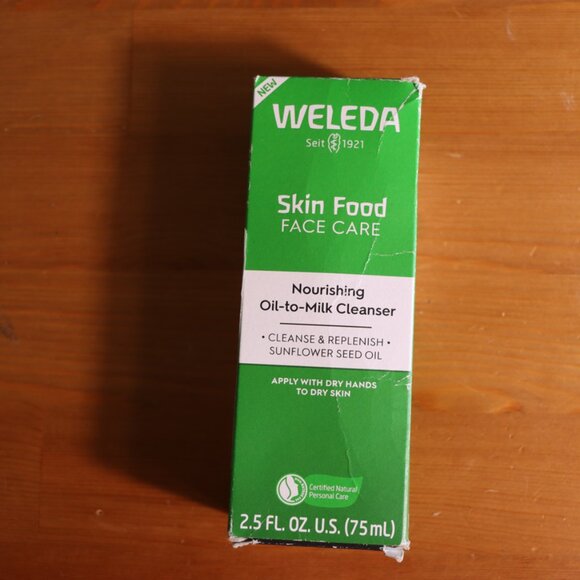 NEW
WELEDA
Seit 1921
Skin Food
FACE CARE
Nourishing
Oil-to-Milk Cleanser
• CLEANSE & REPLENISH •
SUNFLOWER SEED OIL
APPLY WITH DRY HANDS
TO DRY SKIN
Certified Natural
Personal Care
2.5 FL. OZ. U.S. (75mL)